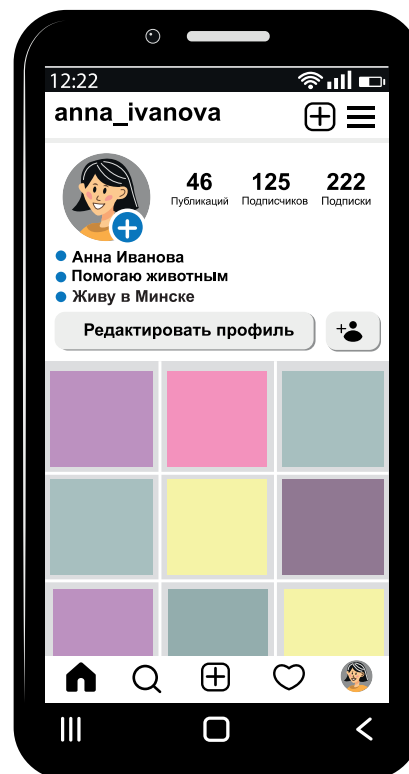 12:22
anna_ivanova
46 125 222
Публикаций Подписчиков Подписки
Анна Иванова
Помогаю животным
Живу в Минске
Редактировать профиль